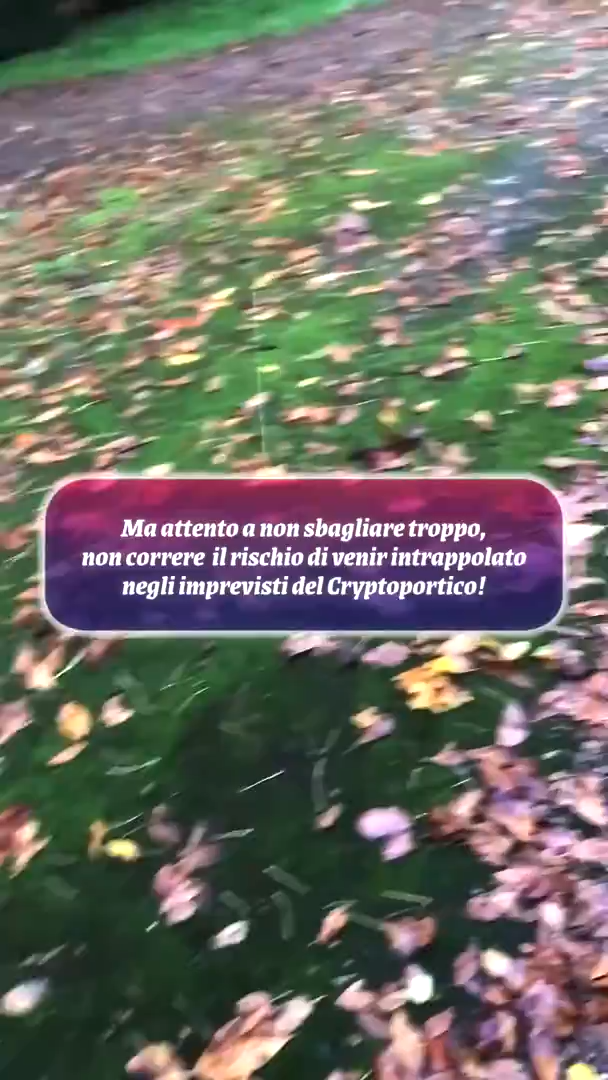 Ma attento a non sbagliare troppo,
non correre il rischio di venir intrappolato
negli imprevisti del Cryptoportico!